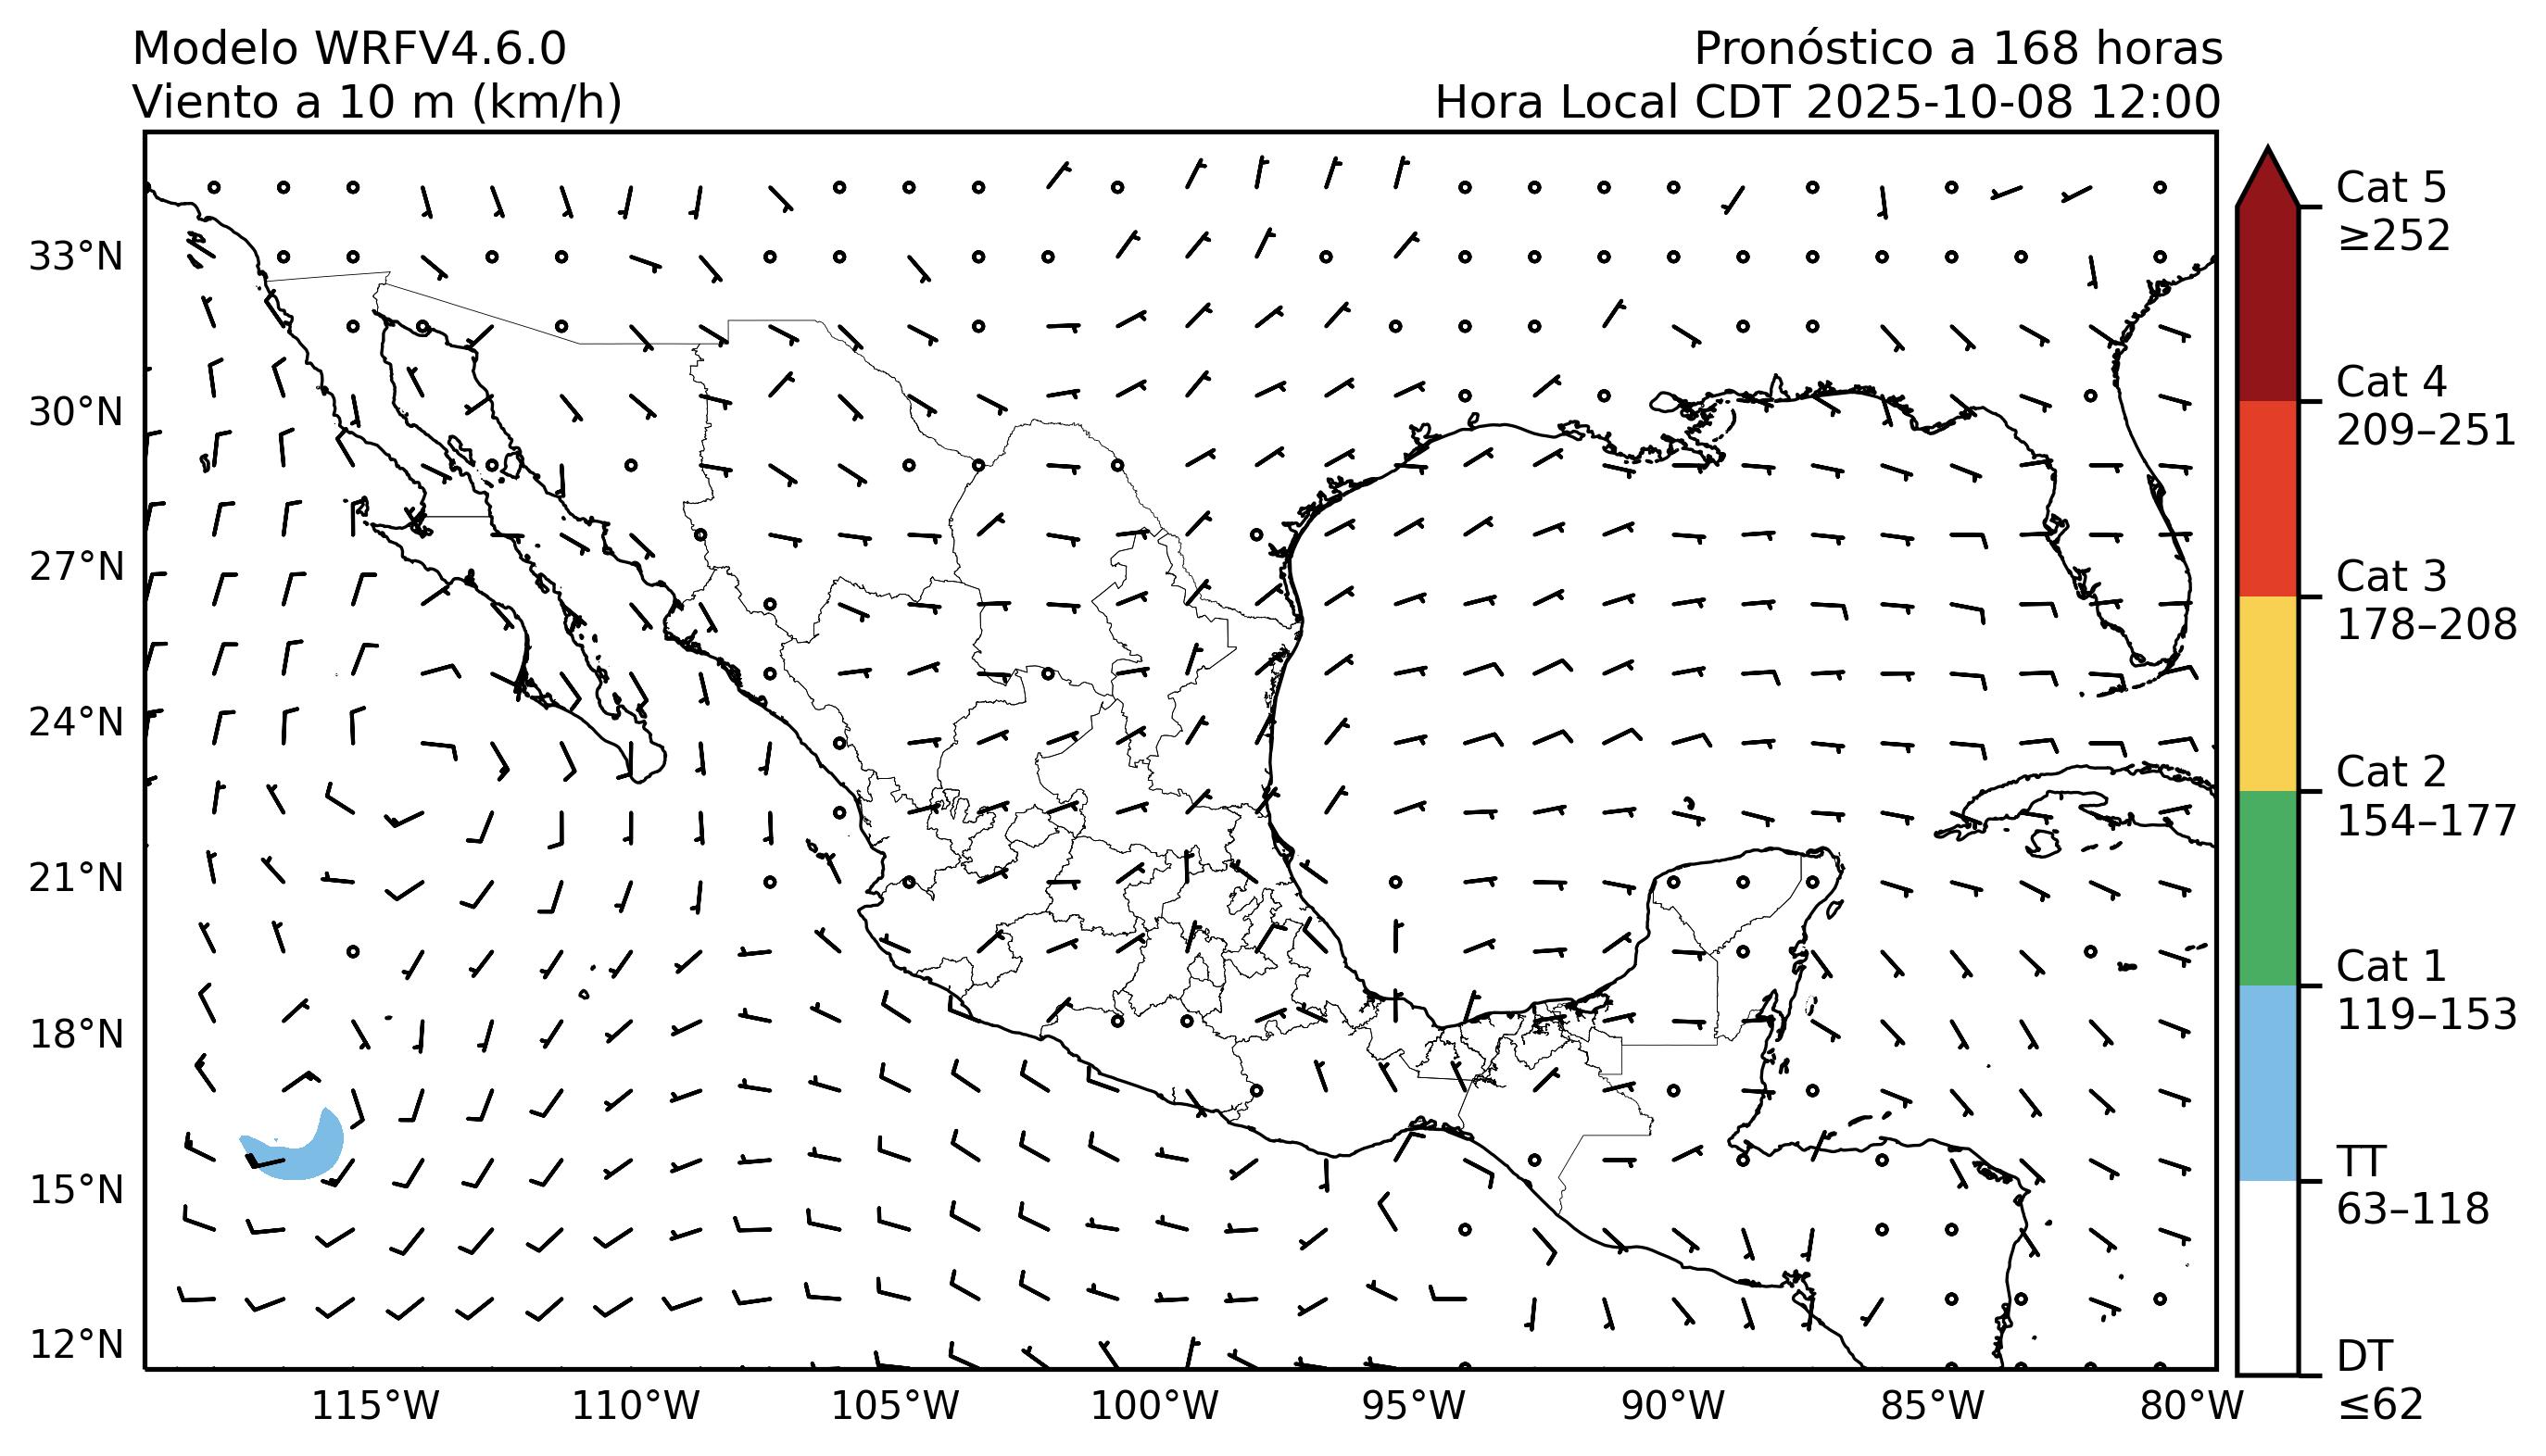 Modelo WRFV4.6.0
Viento a 10 m (km/h)
Pronóstico a 168 horas
Hora Local CDT 2025-10-08 12:00
33°N
30°N
27°N
24°N
21°N
18°N
15°N
12°N
115°W
110°W
105°W
100°W
95°W
90°W
85°W
80°W
Cat 5
≥252
Cat 4
209–251
Cat 3
178–208
Cat 2
154–177
Cat 1
119–153
TT
63–118
DT
≤62